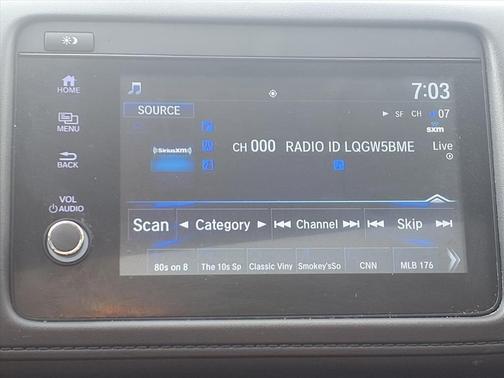 HOME
7:03
SOURCE
SF CH 07
MENU
sxm
((SiriusXM))
CH 000 RADIO ID LQGW5BME Live
BACK
VOL
AUDIO
Scan Category Channel Skip
80s on 8 The 10s Sp Classic Viny Smokey'sSo CNN MLB 176